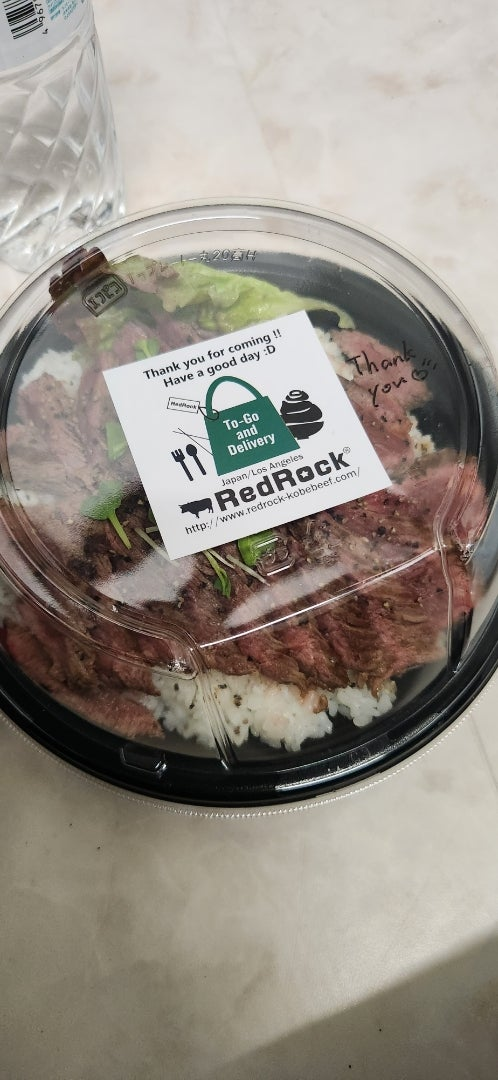 Thank you for coming !!
Have a good day :D
RedRock
To-Go
and
Delivery
Japan/Los Angeles
RedRock®
http://www.redrock-kobebeef.com/
Thank
you♡